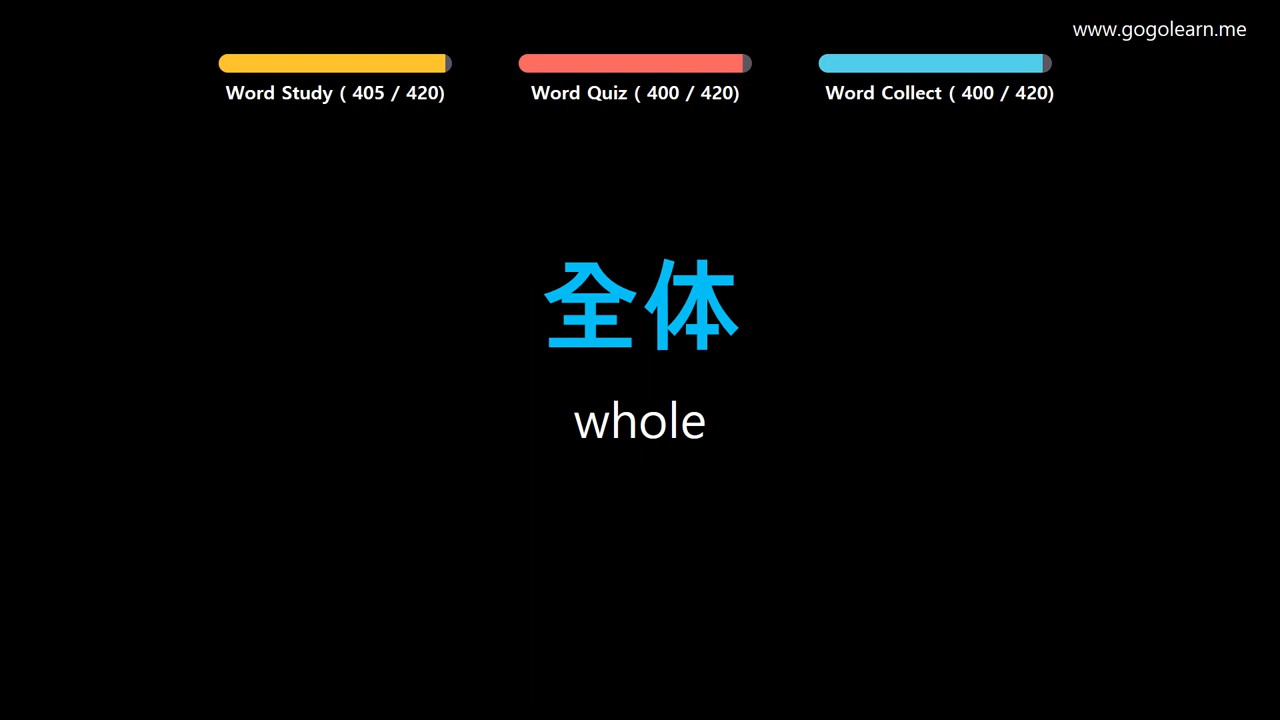 www.gogolearn.me
Word Study ( 405 / 420)
Word Quiz ( 400 / 420)
Word Collect ( 400 / 420)
全体
whole